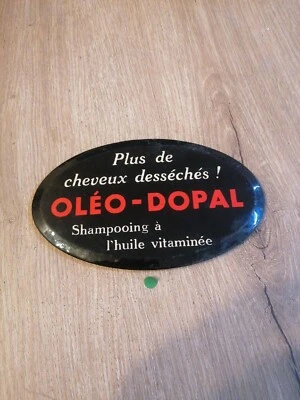 Plus de
cheveux desséchés !
OLÉO-DOPAL
Shampooing à
l'huile vitaminée